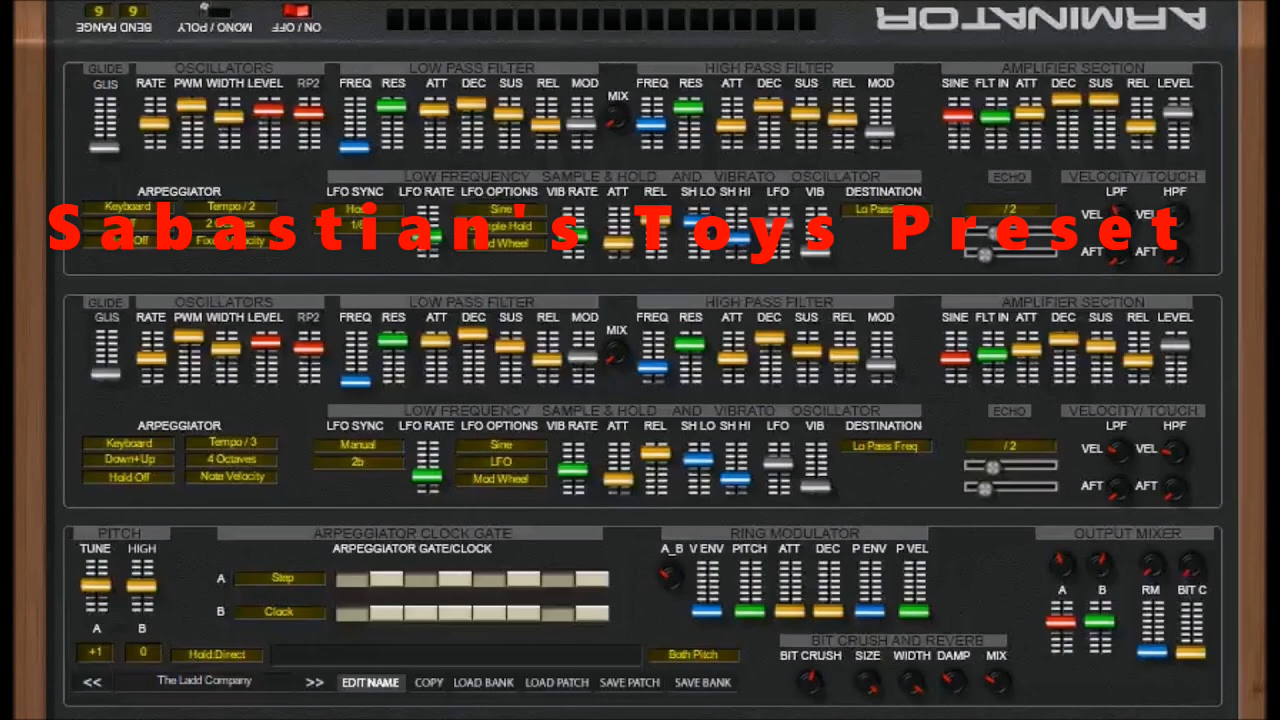 9 9
BEND RANGE MONO / POLY ON / OFF ARMINATOR
GLIDE OSCILLATORS LOW PASS FILTER HIGH PASS FILTER AMPLIFIER SECTION
GLIS RATE PWM WIDTH LEVEL RP2 FREQ RES ATT DEC SUS REL MOD MIX FREQ RES ATT DEC SUS REL MOD SINE FLT IN ATT DEC SUS REL LEVEL
LOW FREQUENCY SAMPLE & HOLD AND VIBRATO OSCILLATOR ECHO VELOCITY/ TOUCH
ARPEGGIATOR LFO SYNC LFO RATE LFO OPTIONS VIB RATE ATT REL SH LO SH HI LFO VIB DESTINATION LPF HPF
Keyboard Tempo / 2 Sine / 2
VEL VEL
Sabastian's Toys Preset
AFT AFT
GLIDE OSCILLATORS LOW PASS FILTER HIGH PASS FILTER AMPLIFIER SECTION
GLIS RATE PWM WIDTH LEVEL RP2 FREQ RES ATT DEC SUS REL MOD MIX FREQ RES ATT DEC SUS REL MOD SINE FLT IN ATT DEC SUS REL LEVEL
LOW FREQUENCY SAMPLE & HOLD AND VIBRATO OSCILLATOR ECHO VELOCITY/ TOUCH
ARPEGGIATOR LFO SYNC LFO RATE LFO OPTIONS VIB RATE ATT REL SH LO SH HI LFO VIB DESTINATION LPF HPF
Keyboard Tempo / 3 Manual Sine Lo Pass Freq / 2 VEL VEL
Down+Up 4 Octaves 2b LFO
Hold Off Note Velocity Mod Wheel AFT AFT
PITCH ARPEGGIATOR CLOCK GATE RING MODULATOR OUTPUT MIXER
TUNE HIGH ARPEGGIATOR GATE/CLOCK A_B V ENV PITCH ATT DEC P ENV P VEL
A Step A B RM BIT C
B Clock
A B
BIT CRUSH AND REVERB
+1 0 Hold Direct Both Pitch BIT CRUSH SIZE WIDTH DAMP MIX
<< The Ladd Company >> EDIT NAME COPY LOAD BANK LOAD PATCH SAVE PATCH SAVE BANK